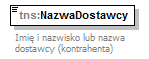 tns:NazwaDostawcy
Imię i nazwisko lub nazwa
dostawcy (kontrahenta)